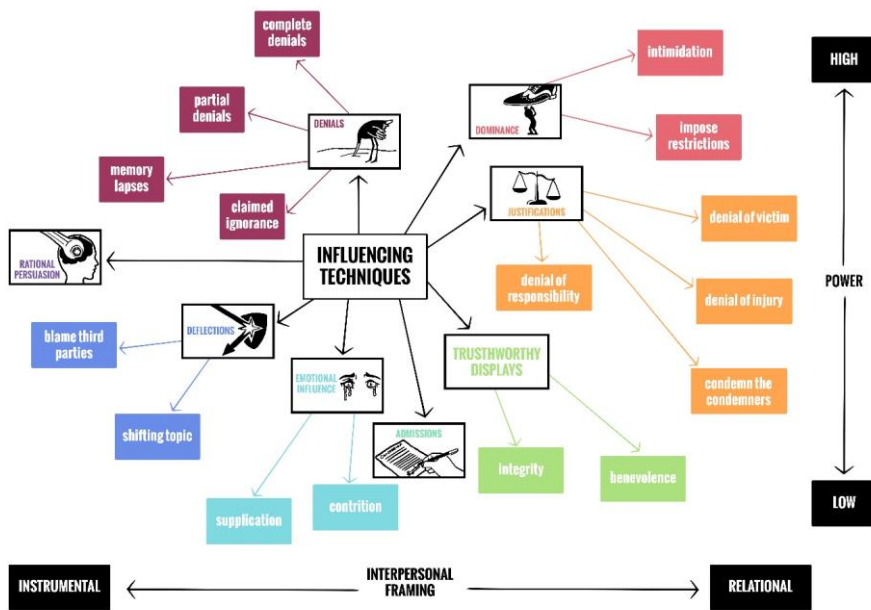 complete
denials
partial
denials
DENIALS
memory
lapses
claimed
ignorance
intimidation
DOMINANCE
impose
restrictions
HIGH
JUSTIFICATIONS
denial of victim
denial of
responsibility
denial of injury
condemn the
condemners
POWER
RATIONAL
PERSUASION
INFLUENCING
TECHNIQUES
DEFLECTIONS
blame third
parties
shifting topic
EMOTIONAL
INFLUENCE
TRUSTHWORTHY
DISPLAYS
ADMISSIONS
supplication
contrition
integrity
benevolence
LOW
INSTRUMENTAL
INTERPERSONAL
FRAMING
RELATIONAL